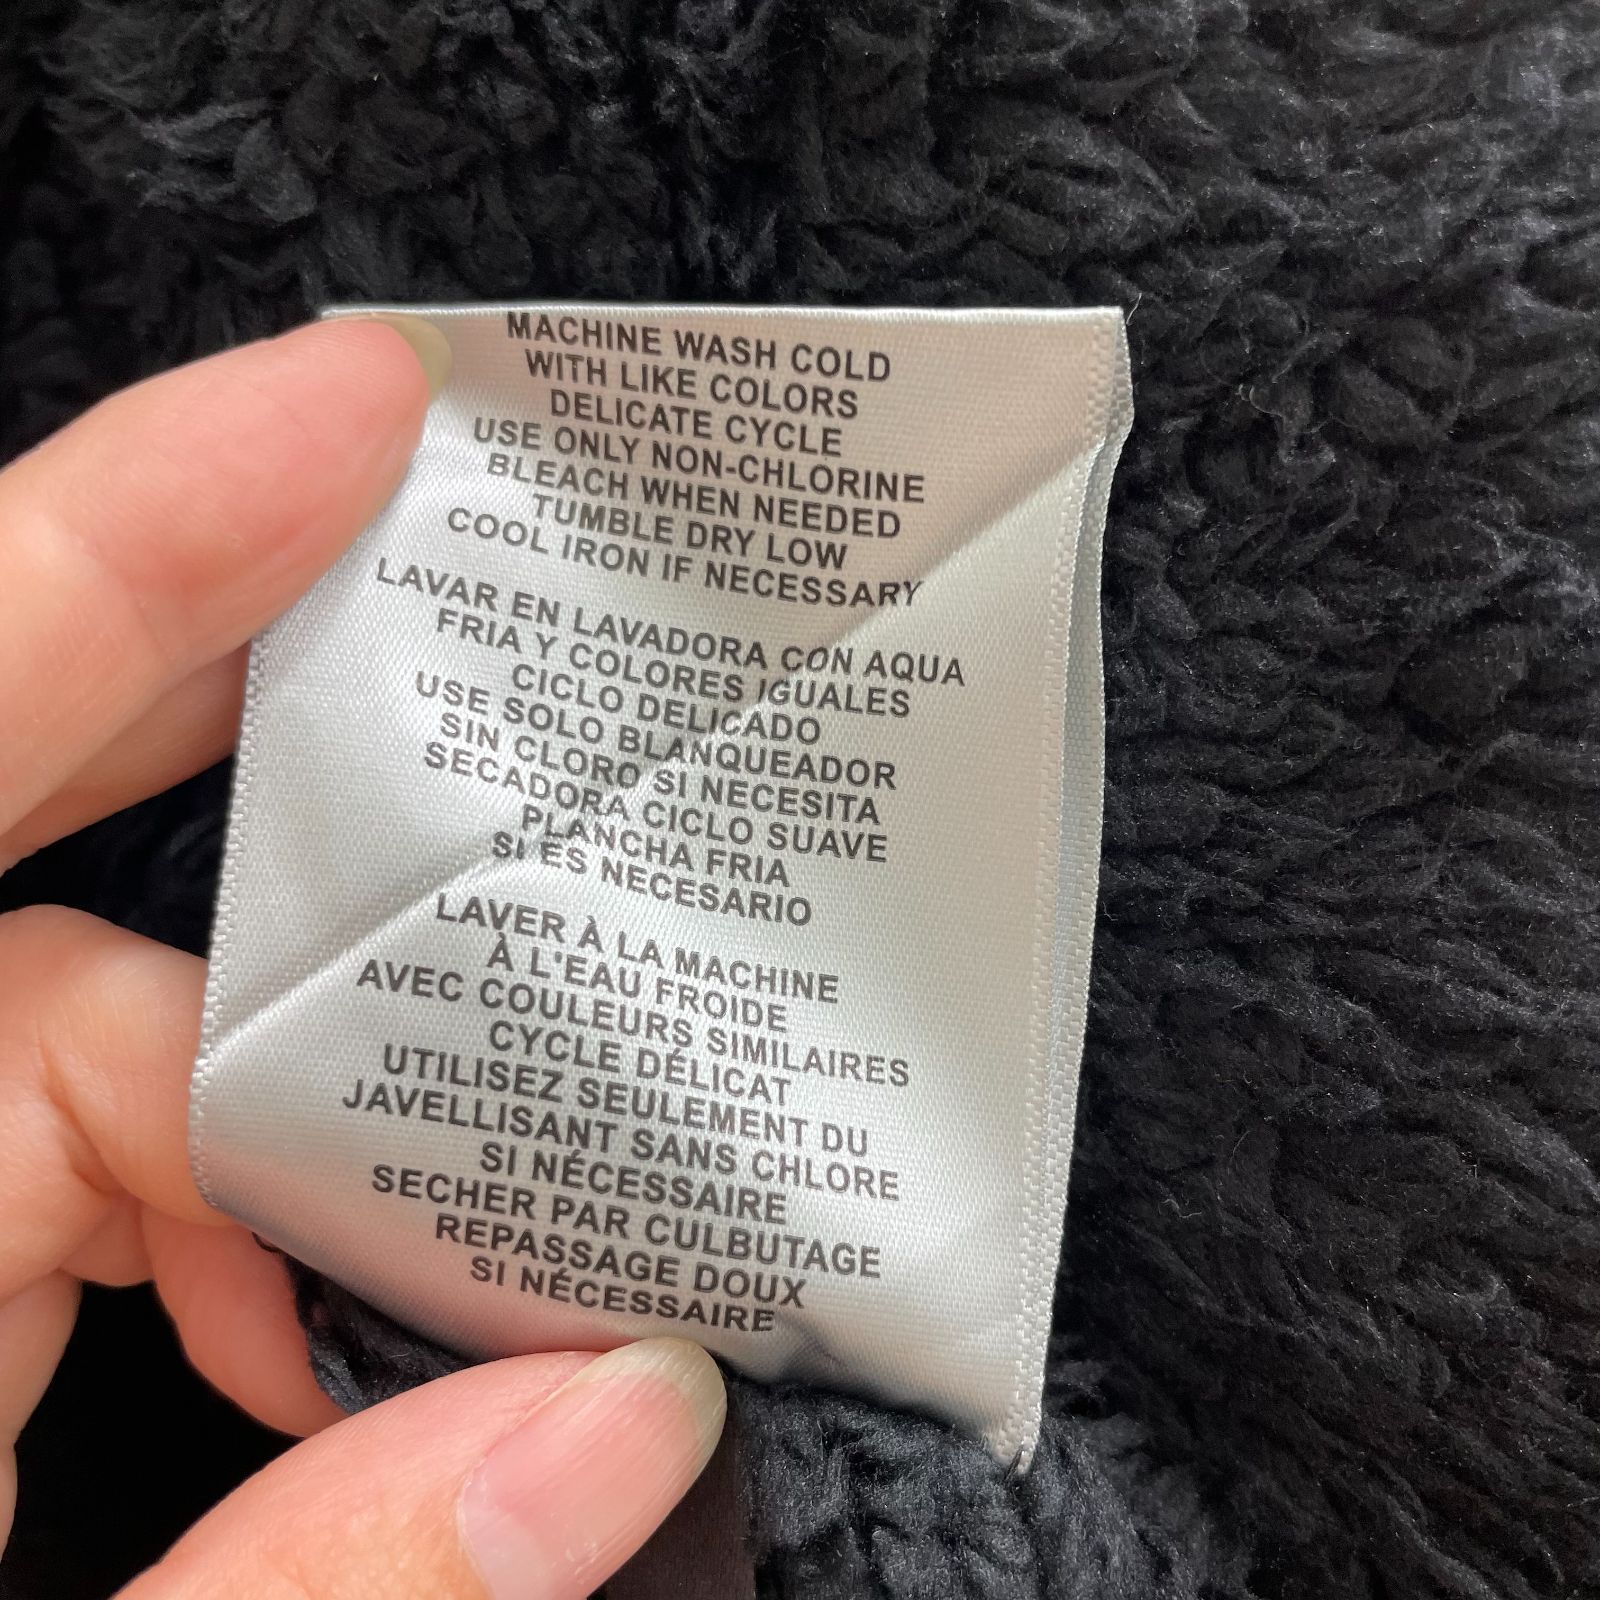 MACHINE WASH COLD
WITH LIKE COLORS
DELICATE CYCLE
USE ONLY NON-CHLORINE
BLEACH WHEN NEEDED
TUMBLE DRY LOW
COOL IRON IF NECESSARY
LAVAR EN LAVADORA CON AQUA
FRIA Y COLORES IGUALES
CICLO DELICADO
USE SOLO BLANQUEADOR
SIN CLORO SI NECESITA
SECADORA CICLO SUAVE
PLANCHA FRIA
SI ES NECESARIO
LAVER À LA MACHINE
À L'EAU FROIDE
AVEC COULEURS SIMILAIRES
CYCLE DÉLICAT
UTILISEZ SEULEMENT DU
JAVELLISANT SANS CHLORE
SI NÉCESSAIRE
SECHER PAR CULBUTAGE
REPASSAGE DOUX
SI NÉCESSAIRE